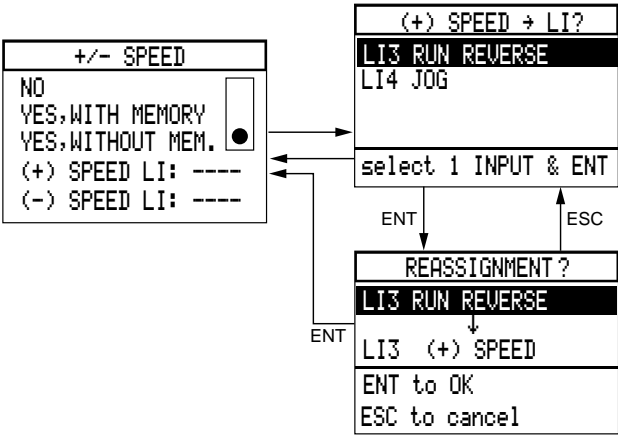 +/- SPEED
NO
YES,WITH MEMORY
YES,WITHOUT MEM.
(+) SPEED LI: ----
(-) SPEED LI: ----
(+) SPEED → LI?
LI3 RUN REVERSE
LI4 JOG
select 1 INPUT & ENT
ENT
ESC
REASSIGNMENT?
LI3 RUN REVERSE
↓
LI3 (+) SPEED
ENT to OK
ESC to cancel
ENT